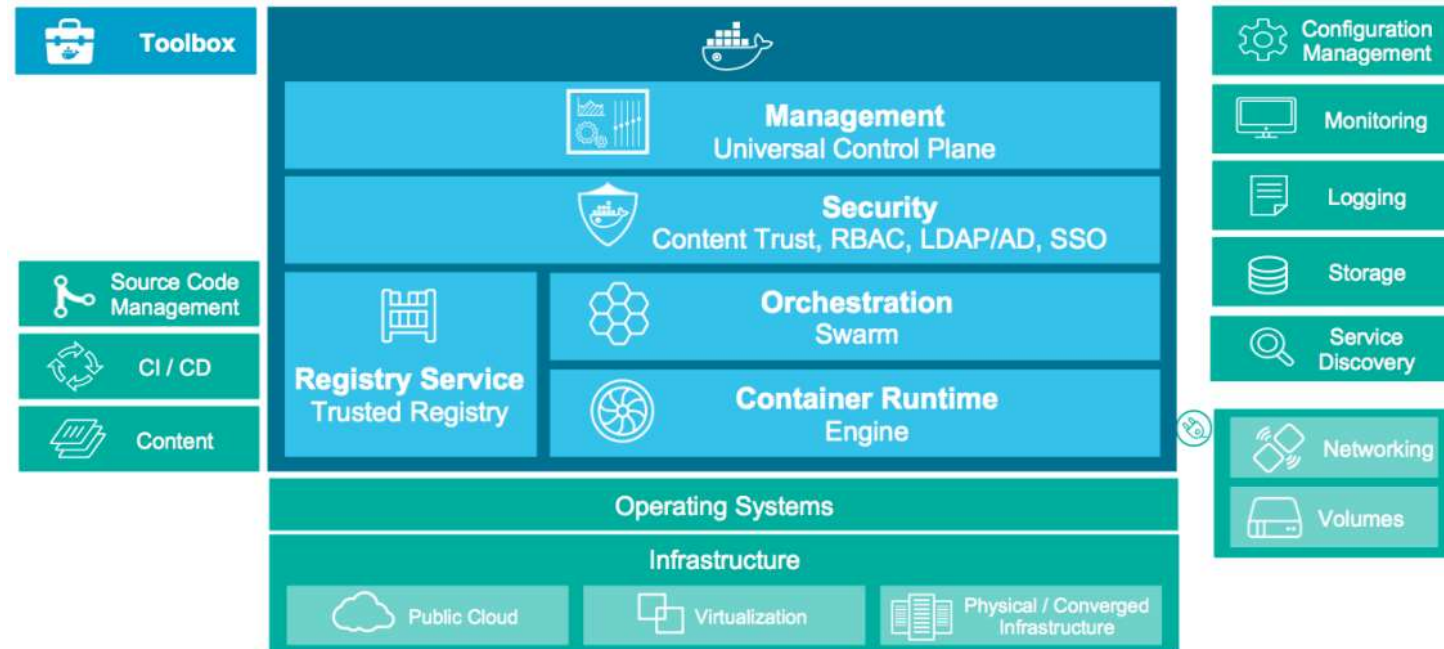 Toolbox
Source Code
Management
CI / CD
Content
Management
Universal Control Plane
Security
Content Trust, RBAC, LDAP/AD, SSO
Registry Service
Trusted Registry
Orchestration
Swarm
Container Runtime
Engine
Operating Systems
Infrastructure
Public Cloud
Virtualization
Physical / Converged
Infrastructure
Configuration
Management
Monitoring
Logging
Storage
Service
Discovery
Networking
Volumes